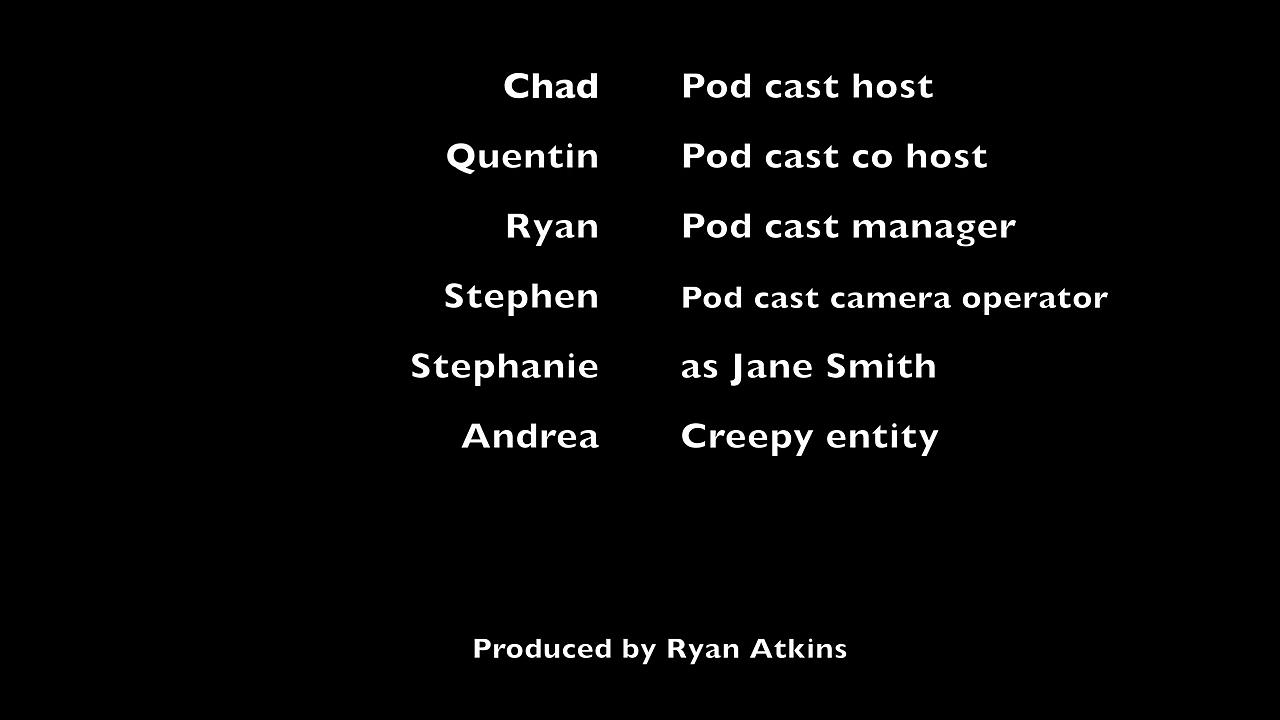 Chad Pod cast host
Quentin Pod cast co host
Ryan Pod cast manager
Stephen Pod cast camera operator
Stephanie as Jane Smith
Andrea Creepy entity
Produced by Ryan Atkins